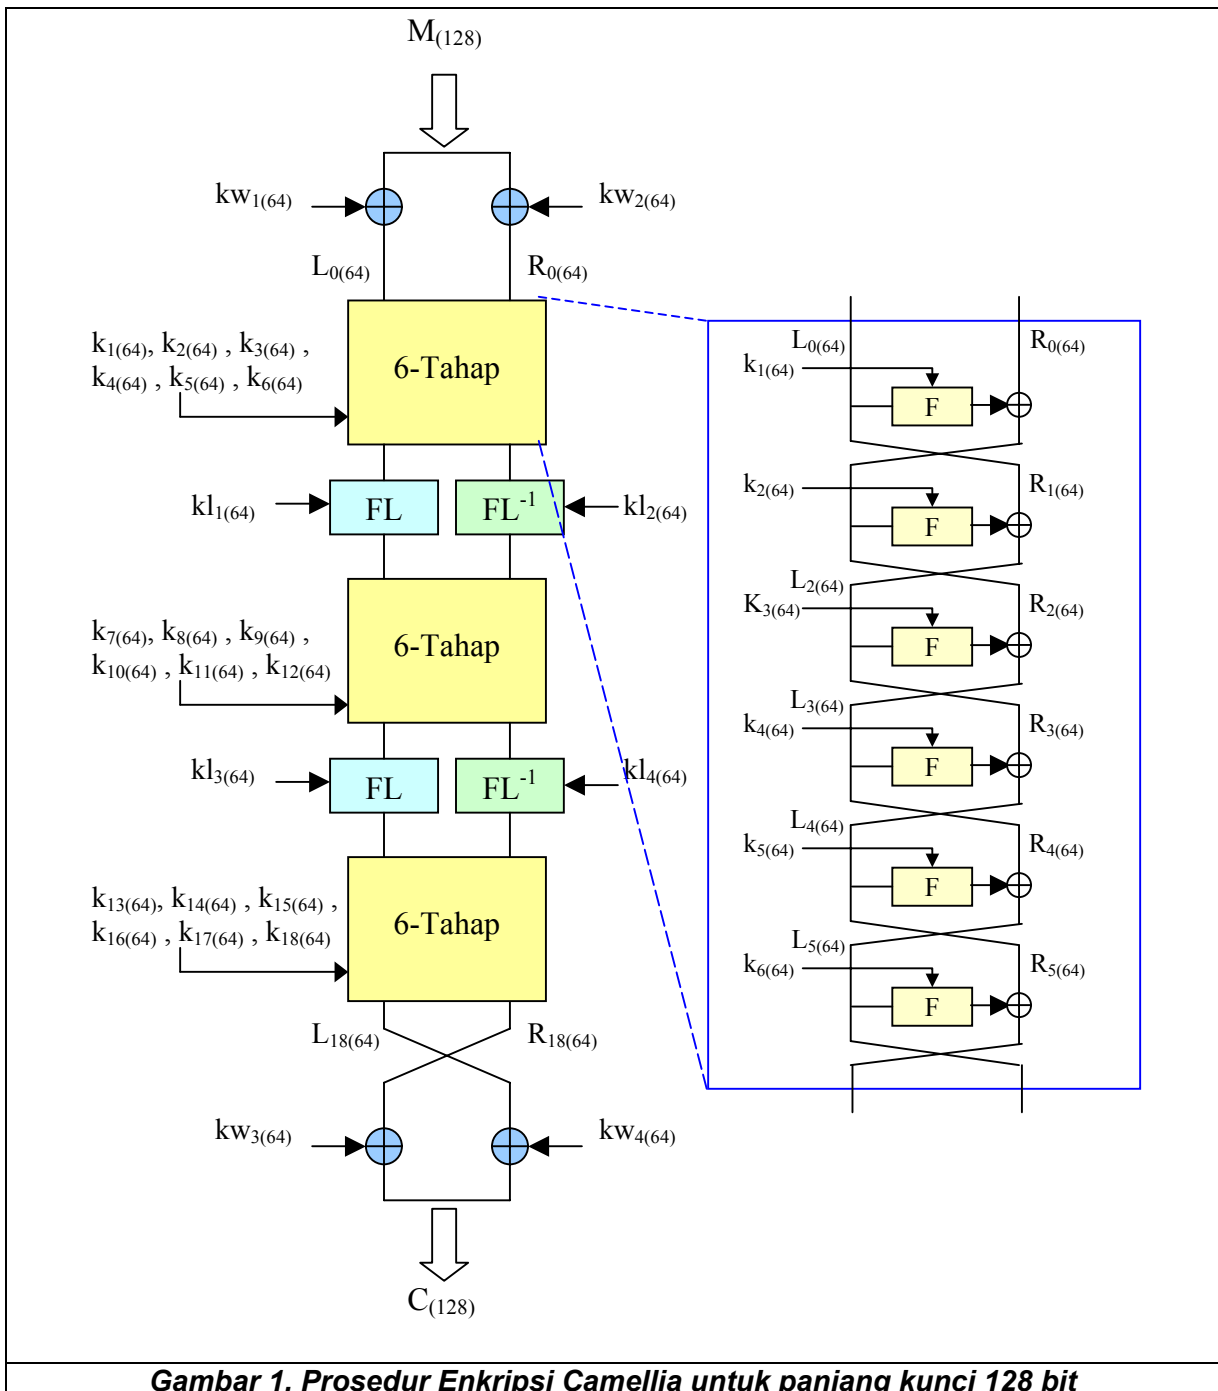 M(128)
kw1(64)
kw2(64)
L0(64)
R0(64)
k1(64), k2(64) , k3(64) ,
k4(64) , k5(64) , k6(64)
6-Tahap
kl1(64)
FL
FL-1
kl2(64)
k7(64), k8(64) , k9(64) ,
k10(64) , k11(64) , k12(64)
6-Tahap
kl3(64)
FL
FL-1
kl4(64)
k13(64), k14(64) , k15(64) ,
k16(64) , k17(64) , k18(64)
6-Tahap
L18(64)
R18(64)
kw3(64)
kw4(64)
C(128)
L0(64)
R0(64)
k1(64)
F
k2(64)
R1(64)
F
L2(64)
K3(64)
R2(64)
F
L3(64)
k4(64)
R3(64)
F
L4(64)
k5(64)
R4(64)
F
L5(64)
k6(64)
R5(64)
F
Gambar 1. Prosedur Enkripsi Camellia untuk panjang kunci 128 bit